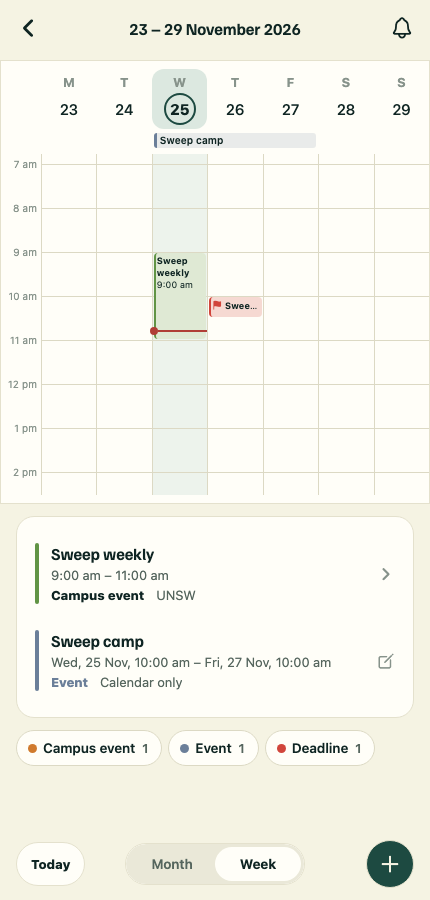 23 – 29 November 2026
M T W T F S S
23 24 25 26 27 28 29
Sweep camp
7 am
8 am
9 am
Sweep
weekly
9:00 am
10 am
Swee...
11 am
12 pm
1 pm
2 pm
Sweep weekly
9:00 am – 11:00 am
Campus event UNSW
Sweep camp
Wed, 25 Nov, 10:00 am – Fri, 27 Nov, 10:00 am
Event Calendar only
Campus event 1 Event 1 Deadline 1
Today Month Week